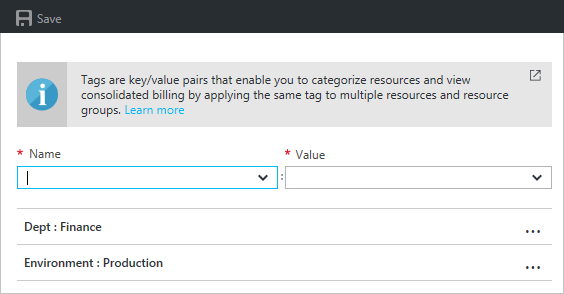 Save
Tags are key/value pairs that enable you to categorize resources and view
consolidated billing by applying the same tag to multiple resources and resource
groups. Learn more
* Name * Value
:
Dept : Finance ...
Environment : Production ...